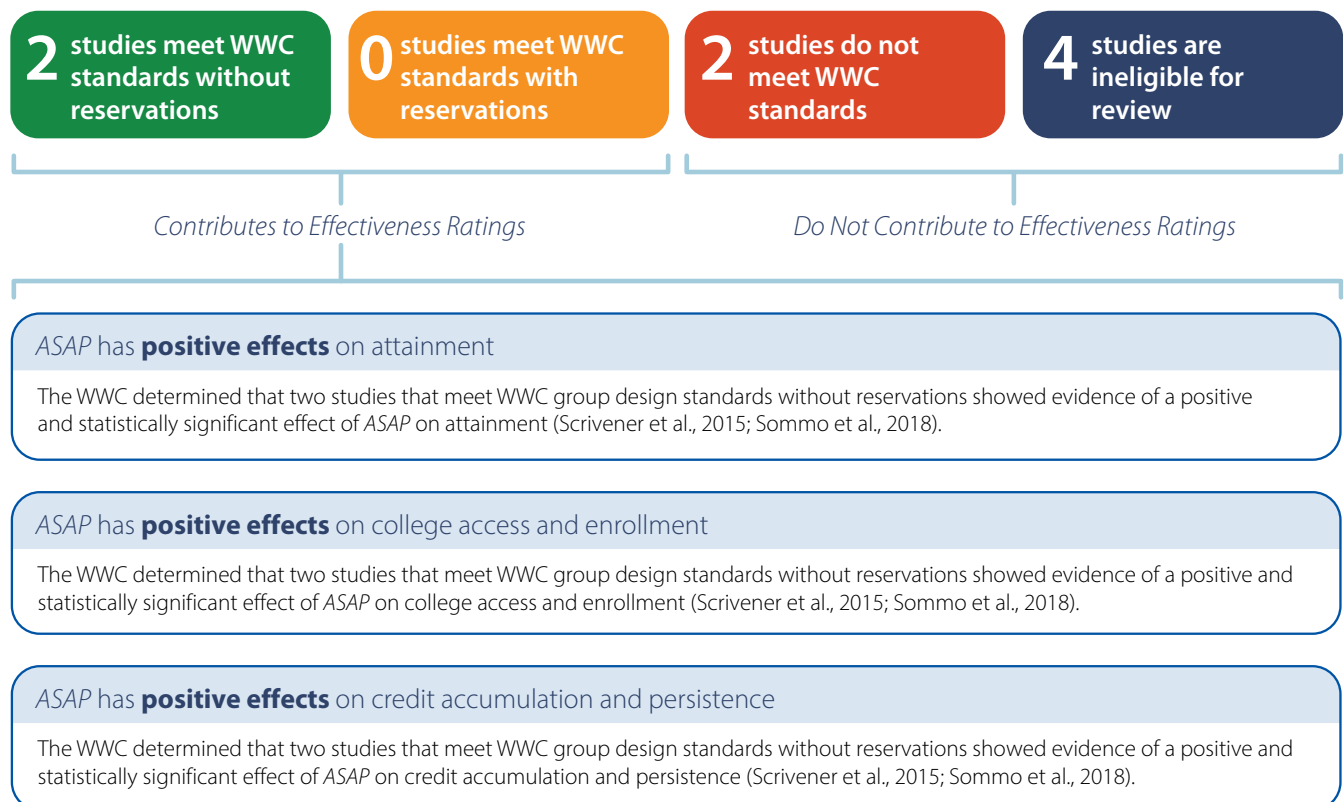 2 studies meet WWC
standards without
reservations
0 studies meet WWC
standards with
reservations
2 studies do not
meet WWC
standards
4 studies are
ineligible for
review
Contributes to Effectiveness Ratings
Do Not Contribute to Effectiveness Ratings
ASAP has positive effects on attainment
The WWC determined that two studies that meet WWC group design standards without reservations showed evidence of a positive
and statistically significant effect of ASAP on attainment (Scrivener et al., 2015; Sommo et al., 2018).
ASAP has positive effects on college access and enrollment
The WWC determined that two studies that meet WWC group design standards without reservations showed evidence of a positive and
statistically significant effect of ASAP on college access and enrollment (Scrivener et al., 2015; Sommo et al., 2018).
ASAP has positive effects on credit accumulation and persistence
The WWC determined that two studies that meet WWC group design standards without reservations showed evidence of a positive and
statistically significant effect of ASAP on credit accumulation and persistence (Scrivener et al., 2015; Sommo et al., 2018).